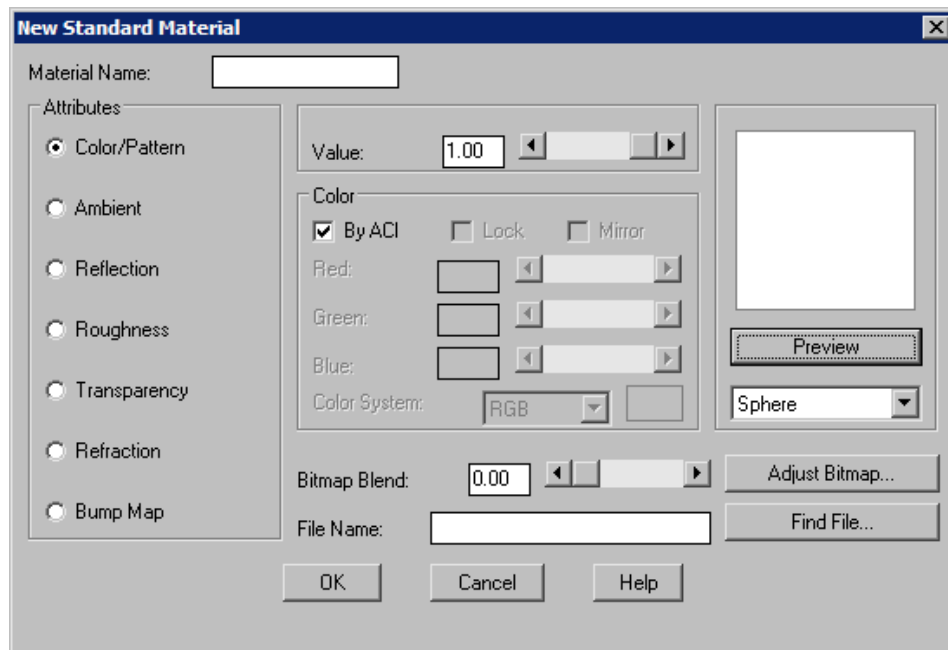 New Standard Material
Material Name:
Attributes
Color/Pattern
Ambient
Reflection
Roughness
Transparency
Refraction
Bump Map
Value: 1.00
Color
By ACI Lock Mirror
Red:
Green:
Blue:
Color System: RGB
Preview
Sphere
Bitmap Blend: 0.00
Adjust Bitmap...
File Name:
Find File...
OK Cancel Help